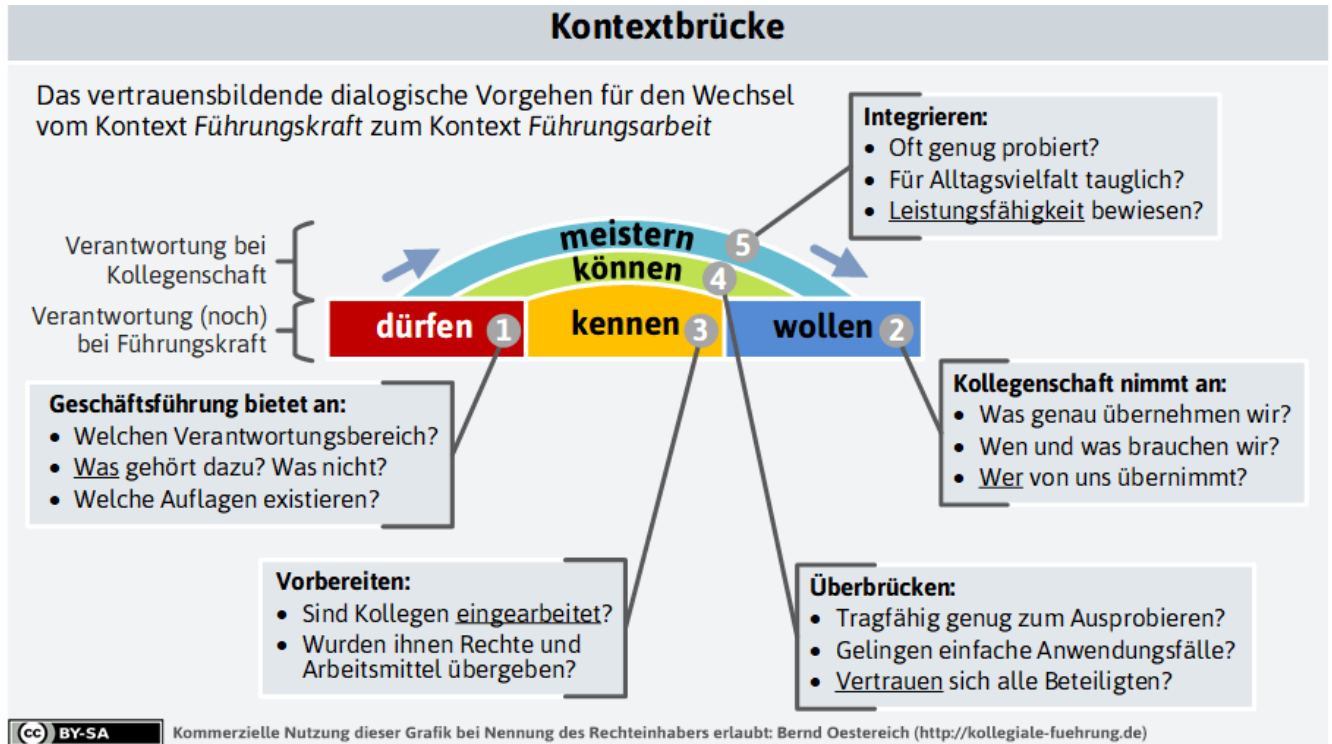 Kontextbrücke
Das vertrauensbildende dialogische Vorgehen für den Wechsel
vom Kontext Führungskraft zum Kontext Führungsarbeit
Integrieren:
• Oft genug probiert?
• Für Alltagsvielfalt tauglich?
• Leistungsfähigkeit bewiesen?
Verantwortung bei
Kollegenschaft
Verantwortung (noch)
bei Führungskraft
meistern 5
können 4
dürfen 1
kennen 3
wollen 2
Geschäftsführung bietet an:
• Welchen Verantwortungsbereich?
• Was gehört dazu? Was nicht?
• Welche Auflagen existieren?
Kollegenschaft nimmt an:
• Was genau übernehmen wir?
• Wen und was brauchen wir?
• Wer von uns übernimmt?
Vorbereiten:
• Sind Kollegen eingearbeitet?
• Wurden ihnen Rechte und
Arbeitsmittel übergeben?
Überbrücken:
• Tragfähig genug zum Ausprobieren?
• Gelingen einfache Anwendungsfälle?
• Vertrauen sich alle Beteiligten?
cc BY-SA Kommerzielle Nutzung dieser Grafik bei Nennung des Rechteinhabers erlaubt: Bernd Oestereich (http://kollegiale-fuehrung.de)